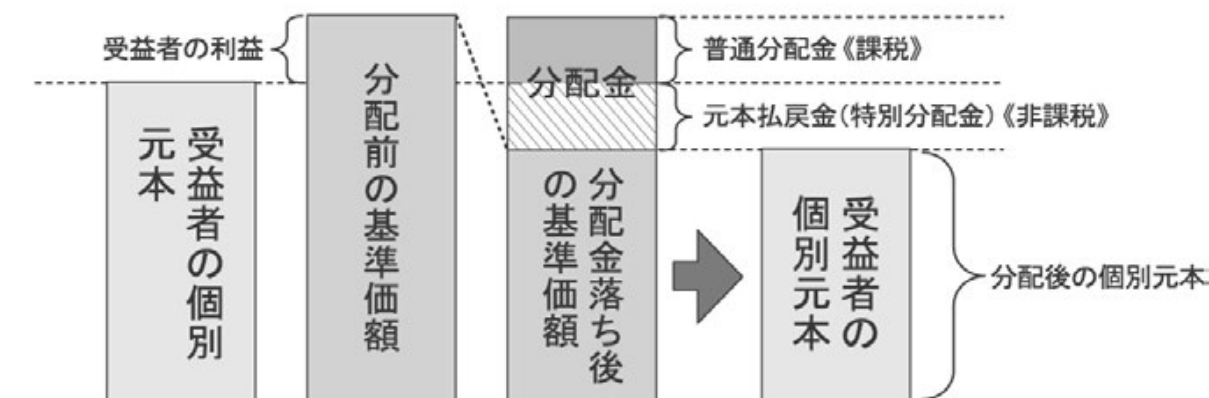 受益者の利益
受益者の個別
元本
分配前の基準価額
分配金
分配金落ち後
の基準価額
普通分配金《課税》
元本払戻金(特別分配金)《非課税》
受益者の
個別元本
分配後の個別元本